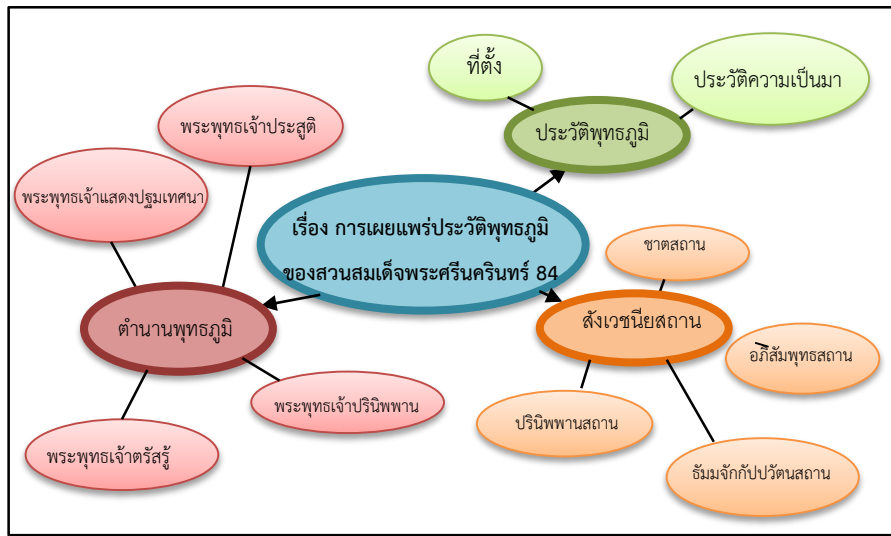 ที่ตั้ง
ประวัติความเป็นมา
ประวัติพุทธภูมิ
พระพุทธเจ้าประสูติ
พระพุทธเจ้าแสดงปฐมเทศนา
เรื่อง การเผยแพร่ประวัติพุทธภูมิ
ของสวนสมเด็จพระศรีนครินทร์ 84
ชาตสถาน
ตำนานพุทธภูมิ
สังเวชนียสถาน
อภิสัมพุทธสถาน
พระพุทธเจ้าปรินิพพาน
ปรินิพพานสถาน
พระพุทธเจ้าตรัสรู้
ธัมมจักกัปปวัตนสถาน